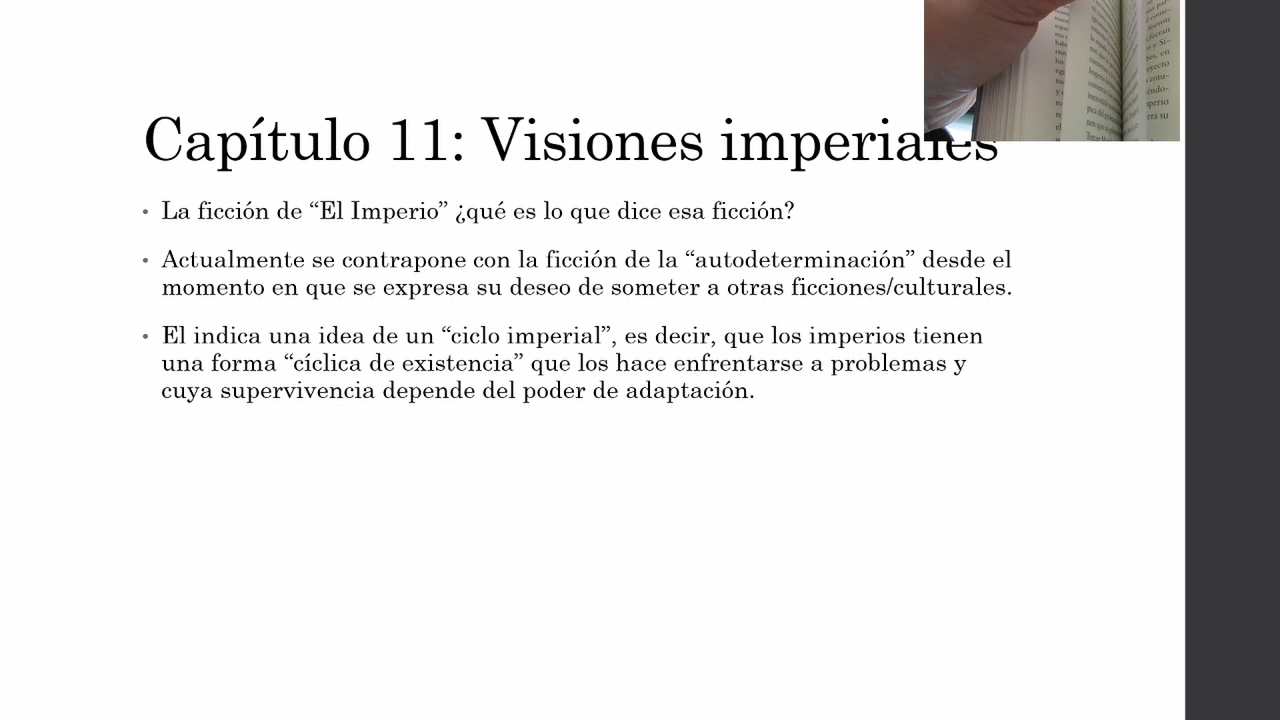 Capítulo 11: Visiones imperiales
• La ficción de “El Imperio” ¿qué es lo que dice esa ficción?
• Actualmente se contrapone con la ficción de la “autodeterminación” desde el
momento en que se expresa su deseo de someter a otras ficciones/culturales.
• El indica una idea de un “ciclo imperial”, es decir, que los imperios tienen
una forma “cíclica de existencia” que los hace enfrentarse a problemas y
cuya supervivencia depende del poder de adaptación.